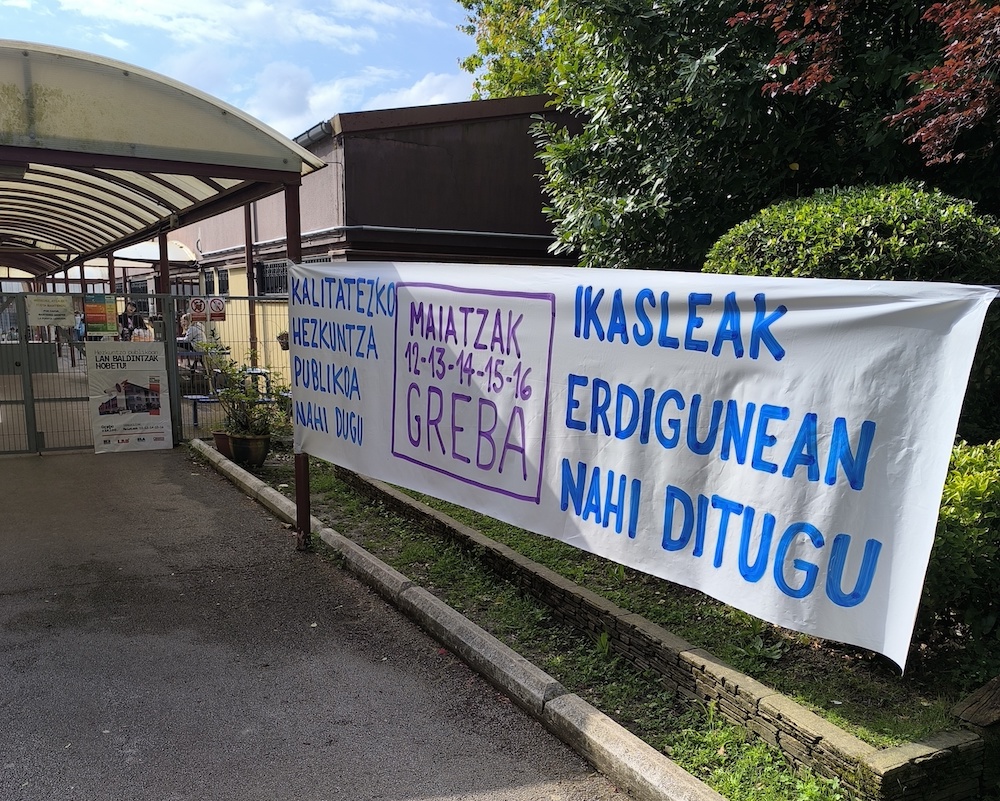 KALITATEZKO
HEZKUNTZA
PUBLIKOA
NAHI DUGU
MAIATZAK
12-13-14-15-16
GREBA
IKASLEAK
ERDIGUNEAN
NAHI DITUGU
LAN BALDINTZAK
HOBETU!